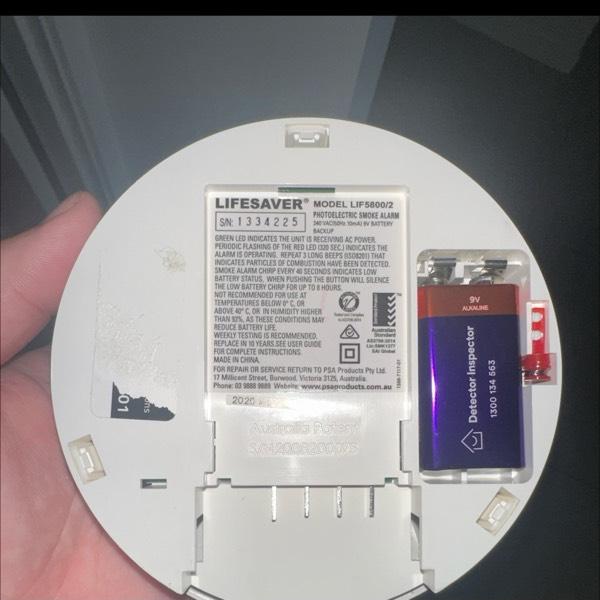 LIFESAVER® MODEL LIF5800/2
S/N: 1334225
PHOTOELECTRIC SMOKE ALARM
240 VAC(50Hz 10mA) 9V BATTERY
BACKUP
GREEN LED INDICATES THE UNIT IS RECEIVING AC POWER.
PERIODIC FLASHING OF THE RED LED (320 SEC.) INDICATES THE
ALARM IS OPERATING. REPEAT 3 LONG BEEPS (ISO8201) THAT
INDICATES PARTICLES OF COMBUSTION HAVE BEEN DETECTED.
SMOKE ALARM CHIRP EVERY 40 SECONDS INDICATES LOW
BATTERY STATUS, WHEN PUSHING THE BUTTON WILL SILENCE
THE LOW BATTERY CHIRP FOR UP TO 8 HOURS.
NOT RECOMMENDED FOR USE AT
TEMPERATURES BELOW 0° C, OR
ABOVE 40° C, OR IN HUMIDITY HIGHER
THAN 93%, AS THESE CONDITIONS MAY
REDUCE BATTERY LIFE.
WEEKLY TESTING IS RECOMMENDED.
REPLACE IN 10 YEARS.SEE USER GUIDE
FOR COMPLETE INSTRUCTIONS.
MADE IN CHINA.
Australian
Standard
AS3786-2014
SAI Global
FOR REPAIR OR SERVICE RETURN TO PSA Products Pty Ltd.
17 Millicent Street, Burwood, Victoria 3125, Australia.
Phone: 03 9888 9889 Website: www.psaproducts.com.au
2020
01
9V
ALKALINE
Detector Inspector
1300 134 563